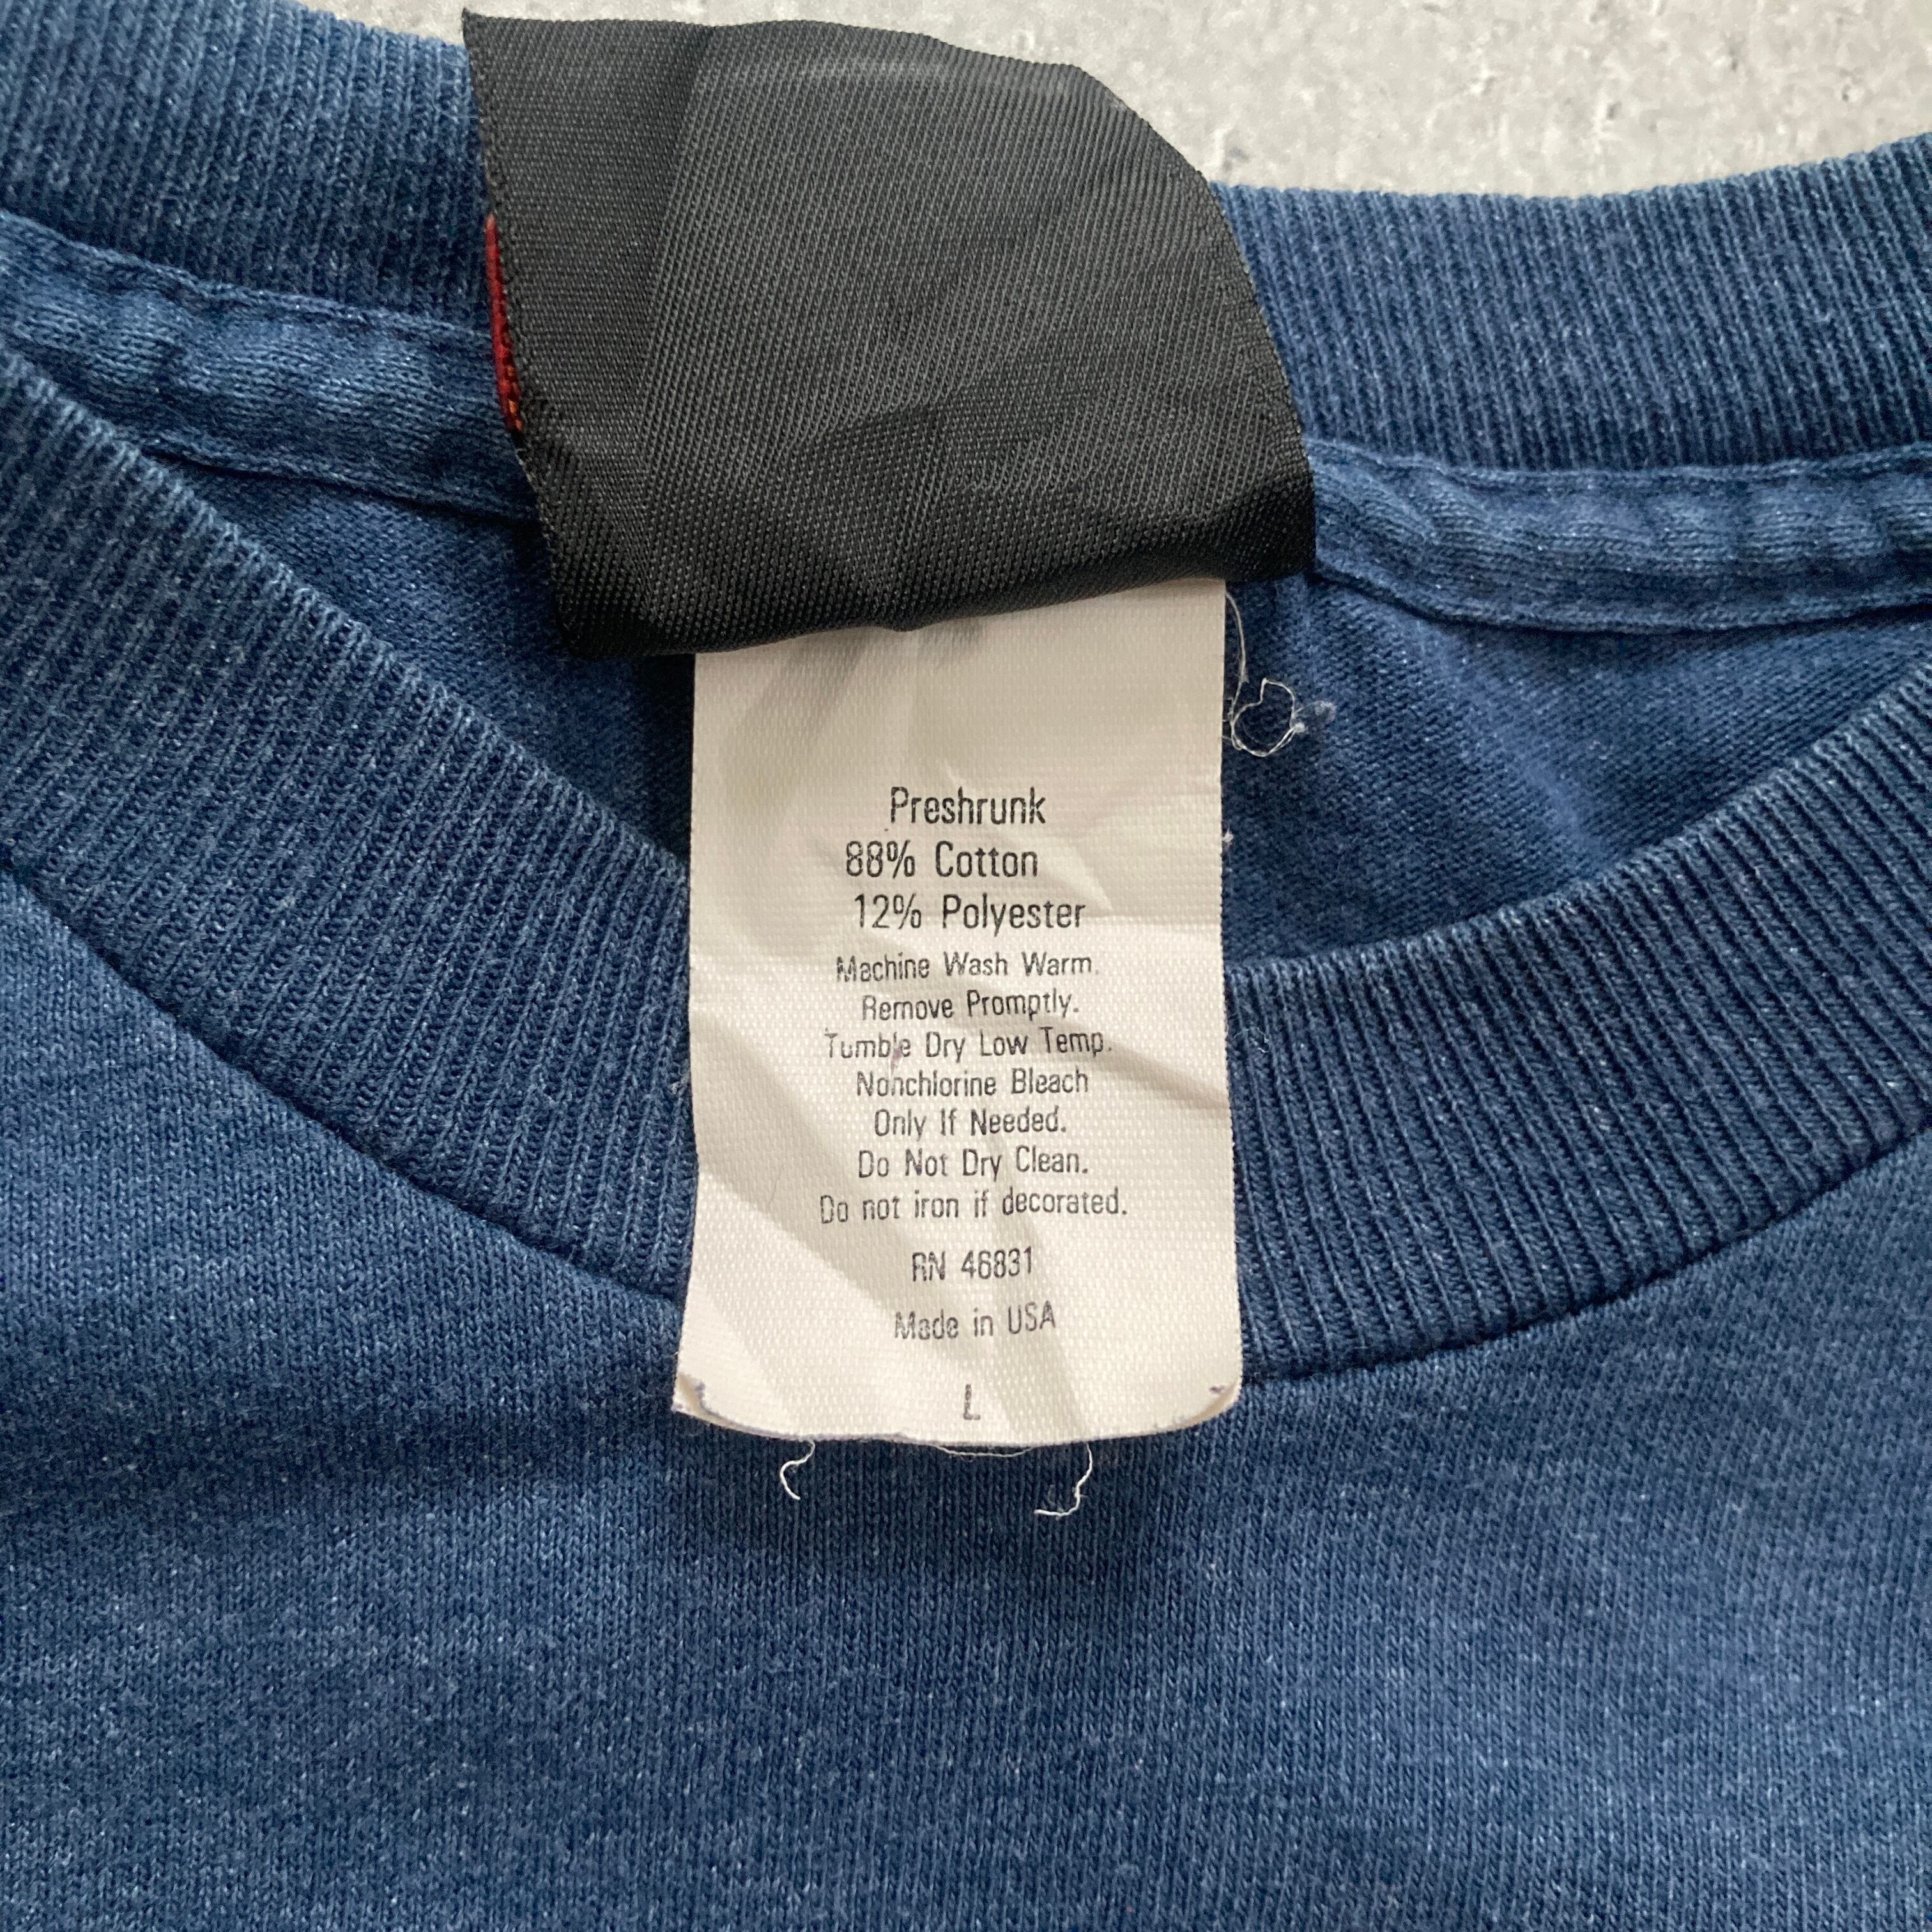 Preshrunk
88% Cotton
12% Polyester
Machine Wash Warm.
Remove Promptly.
Tumble Dry Low Temp.
Nonchlorine Bleach
Only If Needed.
Do Not Dry Clean.
Do not iron if decorated.
RN 46831
Made in USA
L